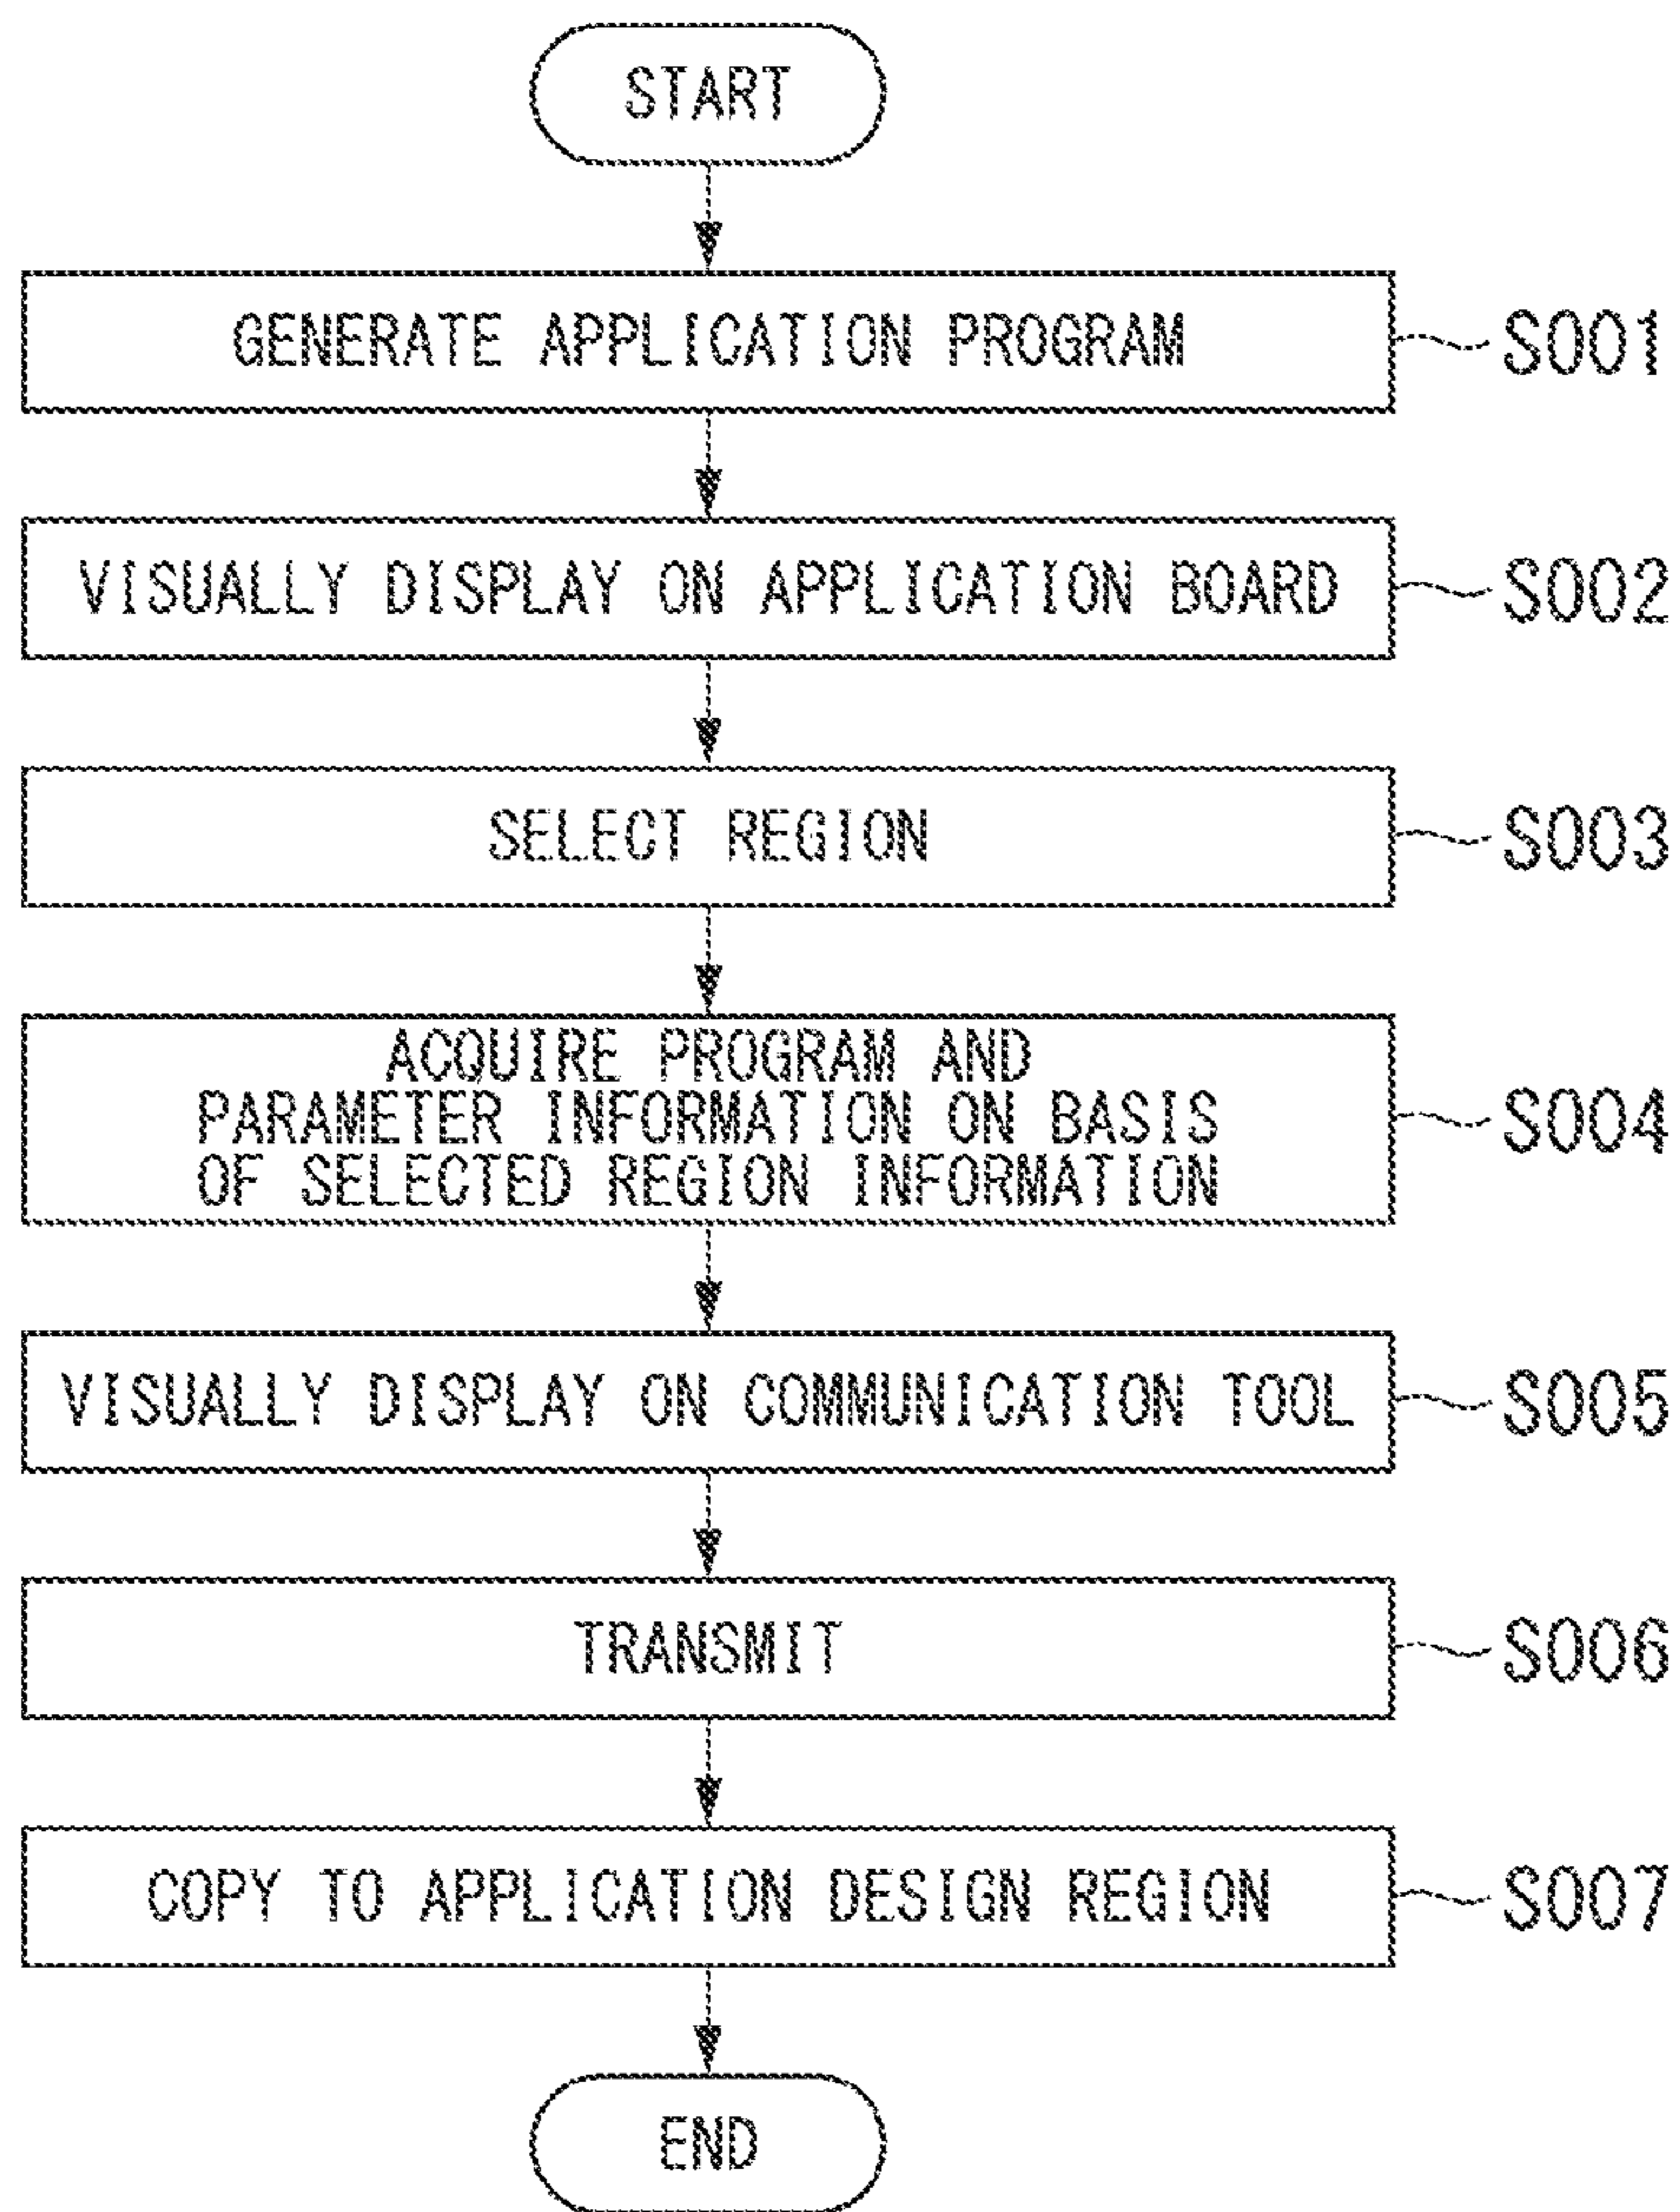 START
GENERATE APPLICATION PROGRAM
S001
VISUALLY DISPLAY ON APPLICATION BOARD
S002
SELECT REGION
S003
ACQUIRE PROGRAM AND
PARAMETER INFORMATION ON BASIS
OF SELECTED REGION INFORMATION
S004
VISUALLY DISPLAY ON COMMUNICATION TOOL
S005
TRANSMIT
S006
COPY TO APPLICATION DESIGN REGION
S007
END